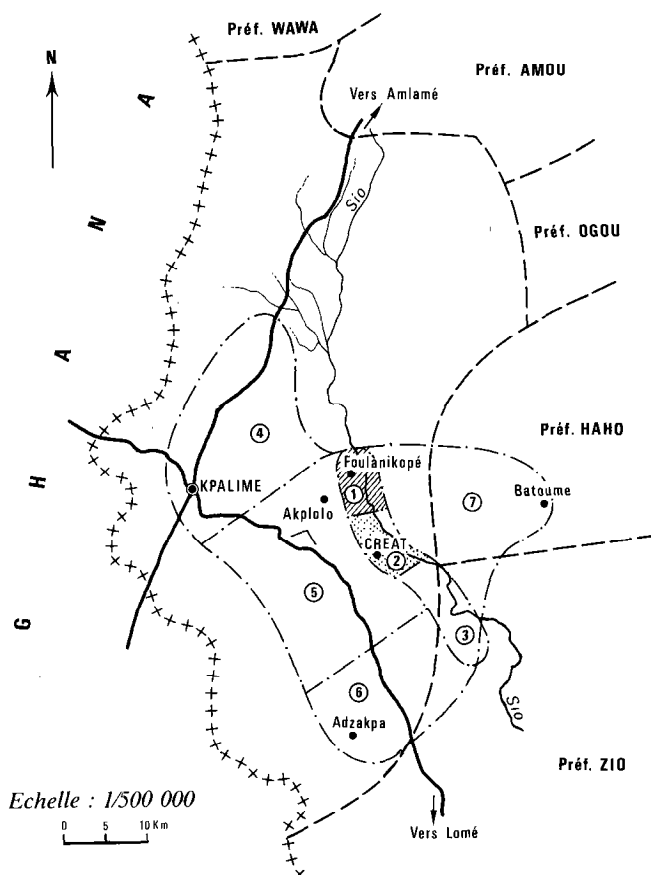 Préf. WAWA
N
Préf. AMOU
Vers Amlamé
Sio
Préf. OGOU
G H A N A
④
Préf. HAHO
Foulanikopé
KPALIME
①
⑦
Batoume
Akplolo
CREAT
②
⑤
③
⑥
Sio
Adzakpa
Préf. ZIO
Echelle : 1/500 000
0 5 10 Km
Vers Lomé